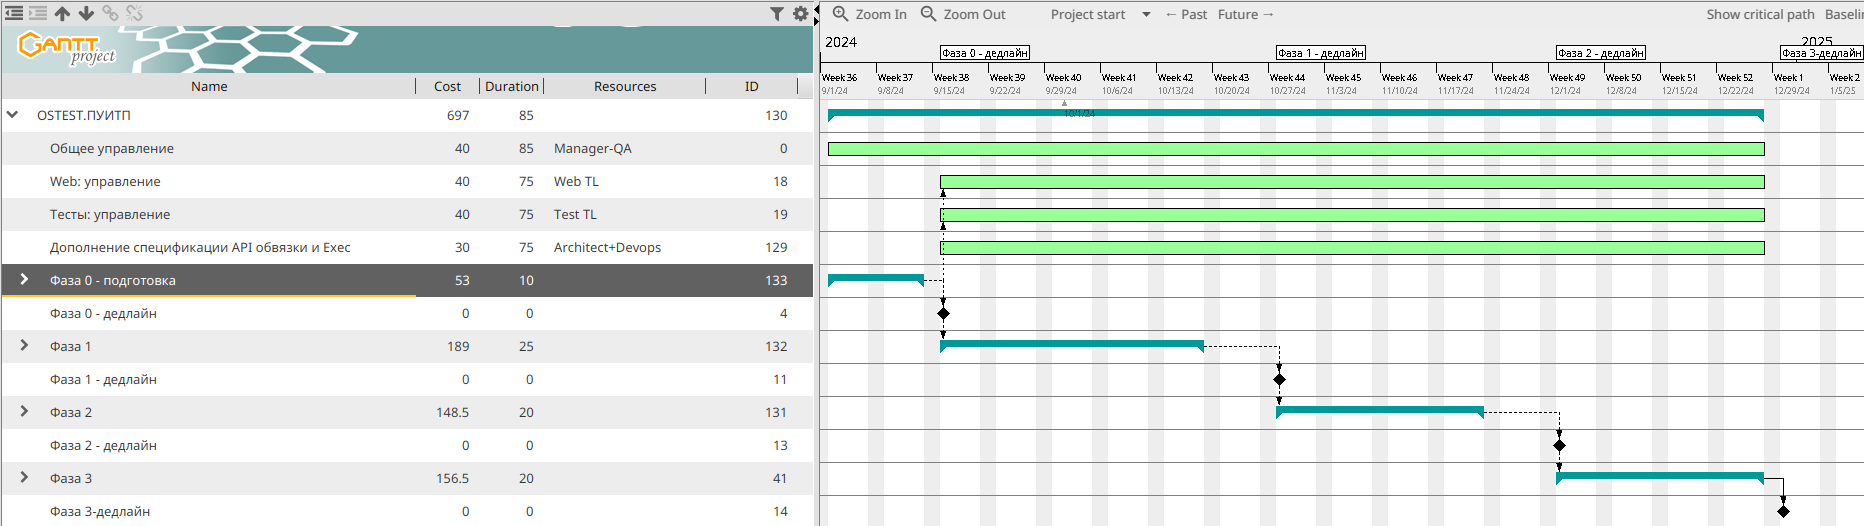 Zoom In Zoom Out Project start ← Past Future → Show critical path
GANTT project
2024 2025
Фаза 0 - дедлайн Фаза 1 - дедлайн Фаза 2 - дедлайн Фаза 3-дедлайн
Name Cost Duration Resources ID
Week 36 Week 37 Week 38 Week 39 Week 40 Week 41 Week 42 Week 43 Week 44 Week 45 Week 46 Week 47 Week 48 Week 49 Week 50 Week 51 Week 52 Week 1 Week 2
9/1/24 9/8/24 9/15/24 9/22/24 9/29/24 10/6/24 10/13/24 10/20/24 10/27/24 11/3/24 11/10/24 11/17/24 11/24/24 12/1/24 12/8/24 12/15/24 12/22/24 12/29/24 1/5/25
10/1/24
OSTEST.ПУИТП 697 85 130
Общее управление 40 85 Manager-QA 0
Web: управление 40 75 Web TL 18
Тесты: управление 40 75 Test TL 19
Дополнение спецификации API обвязки и Exec 30 75 Architect+Devops 129
Фаза 0 - подготовка 53 10 133
Фаза 0 - дедлайн 0 0 4
Фаза 1 189 25 132
Фаза 1 - дедлайн 0 0 11
Фаза 2 148.5 20 131
Фаза 2 - дедлайн 0 0 13
Фаза 3 156.5 20 41
Фаза 3-дедлайн 0 0 14